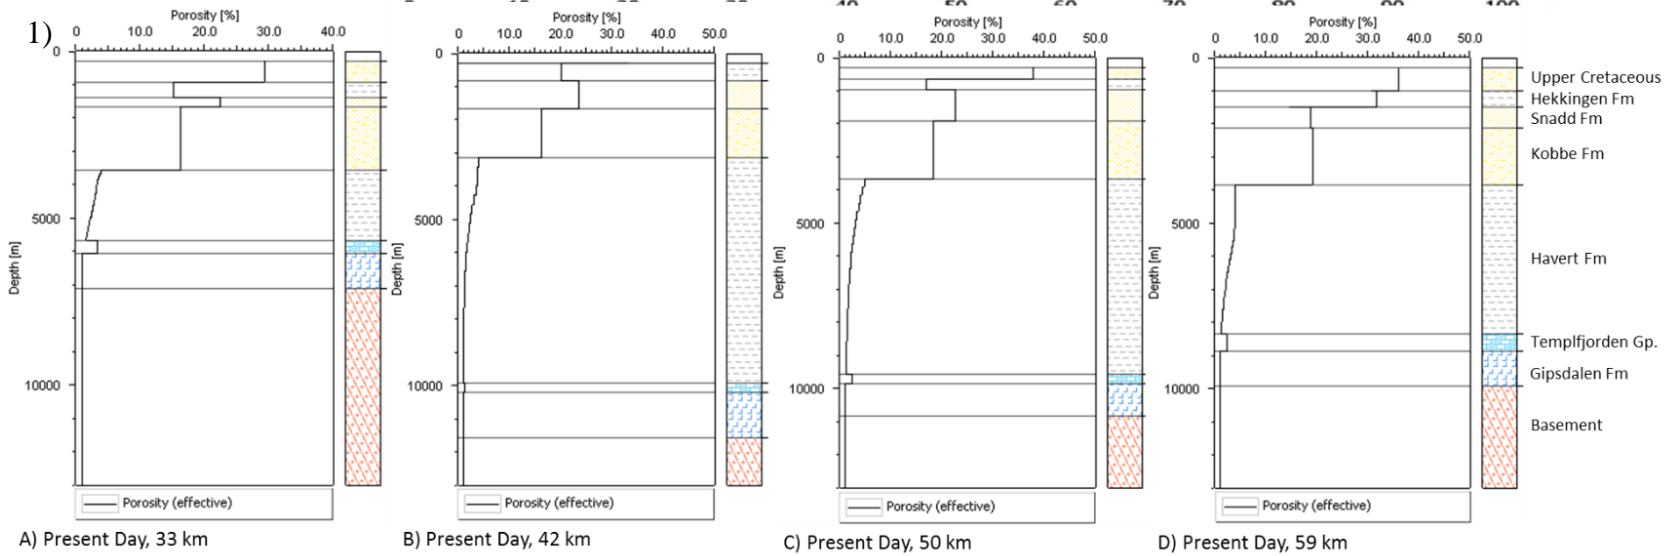 1)
Porosity [%]
0 10.0 20.0 30.0 40.0
0
5000
10000
Depth [m]
Porosity (effective)
A) Present Day, 33 km
Porosity [%]
0 10.0 20.0 30.0 40.0 50.0
0
5000
10000
Depth [m]
Porosity (effective)
B) Present Day, 42 km
Porosity [%]
0 10.0 20.0 30.0 40.0 50.0
0
5000
10000
Depth [m]
Porosity (effective)
C) Present Day, 50 km
Porosity [%]
0 10.0 20.0 30.0 40.0 50.0
0
5000
10000
Depth [m]
Porosity (effective)
D) Present Day, 59 km
Upper Cretaceous
Hekkingen Fm
Snadd Fm
Kobbe Fm
Havert Fm
Templfjorden Gp.
Gipsdalen Fm
Basement